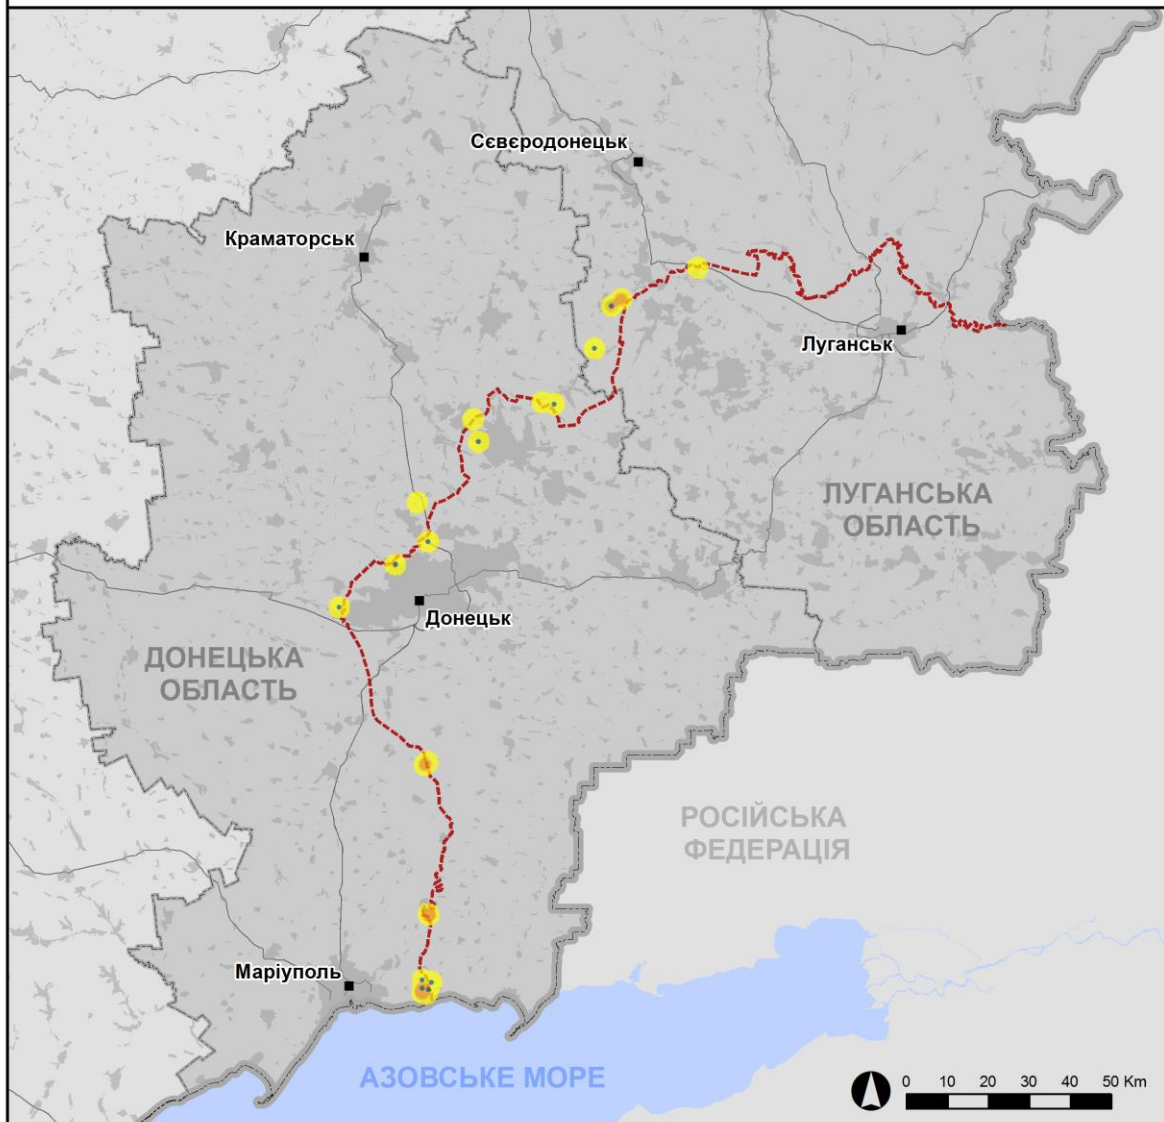 Сєвєродонецьк
Краматорськ
Луганськ
ЛУГАНСЬКА
ОБЛАСТЬ
Донецьк
ДОНЕЦЬКА
ОБЛАСТЬ
РОСІЙСЬКА
ФЕДЕРАЦІЯ
Маріуполь
АЗОВСЬКЕ МОРЕ
0 10 20 30 40 50 Km